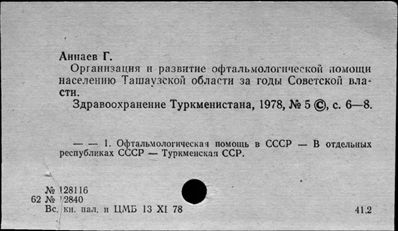 Аннаев Г.
Организация и развитие офтальмологической помощи
населению Ташаузской области за годы Советской вла-
сти.
Здравоохранение Туркменистана, 1978, № 5 ©, с. 6—8.
— — 1. Офтальмологическая помощь в СССР — В отдельных
республиках СССР — Туркменская ССР.
№ 128116
62 № 2840
Вс. кн. пал. и ЦМБ 13 XI 78 41.2